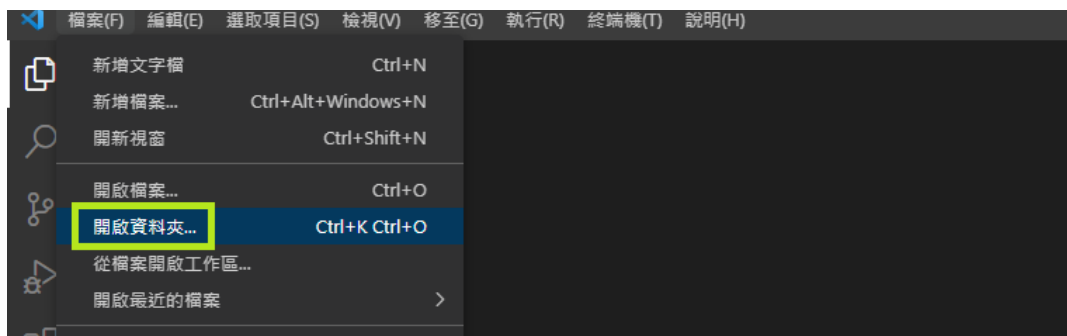 檔案(F) 編輯(E) 選取項目(S) 檢視(V) 移至(G) 執行(R) 終端機(T) 說明(H)
新增文字檔 Ctrl+N
新增檔案... Ctrl+Alt+Windows+N
開新視窗 Ctrl+Shift+N
開啟檔案... Ctrl+O
開啟資料夾... Ctrl+K Ctrl+O
從檔案開啟工作區...
開啟最近的檔案